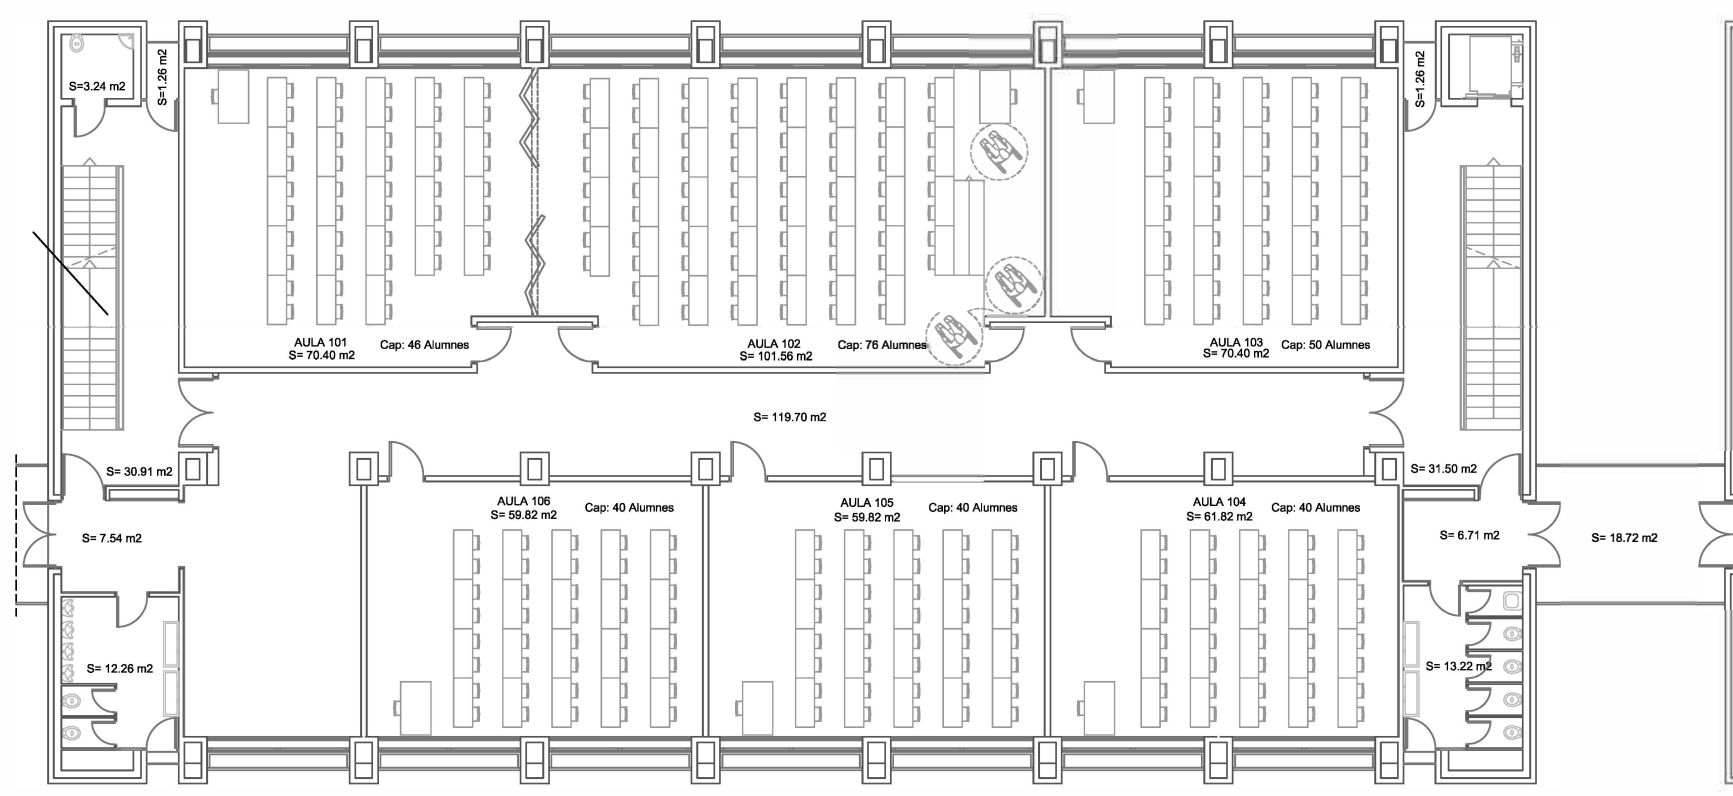 S=3.24 m2
S=1.26 m2
S=1.26 m2
AULA 101
S= 70.40 m2
Cap: 46 Alumnes
AULA 102
S= 101.56 m2
Cap: 76 Alumnes
AULA 103
S= 70.40 m2
Cap: 50 Alumnes
S= 119.70 m2
S= 30.91 m2
S= 31.50 m2
AULA 106
S= 59.82 m2
Cap: 40 Alumnes
AULA 105
S= 59.82 m2
Cap: 40 Alumnes
AULA 104
S= 61.82 m2
Cap: 40 Alumnes
S= 7.54 m2
S= 6.71 m2
S= 18.72 m2
S= 12.26 m2
S= 13.22 m2